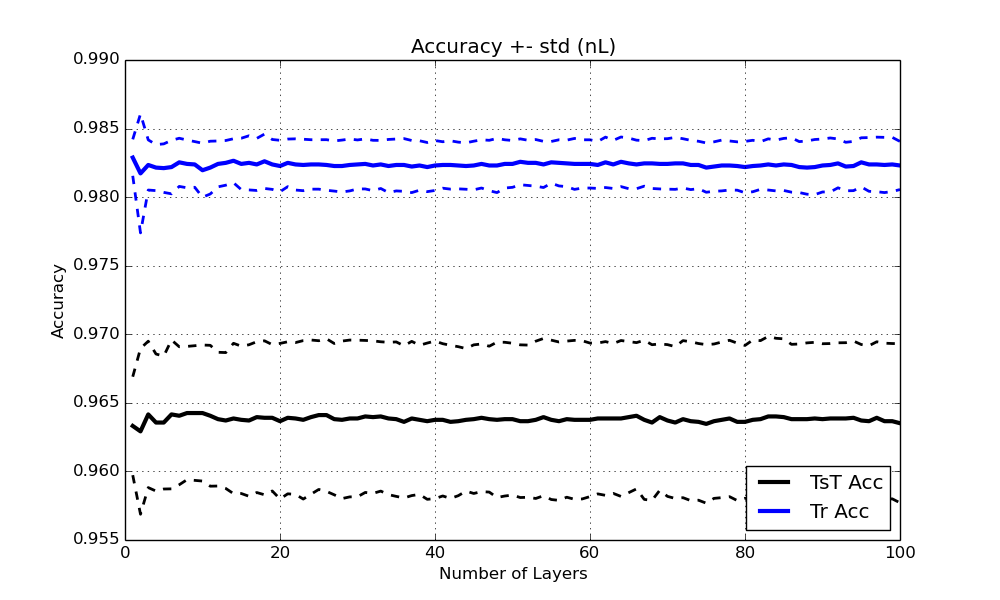 Accuracy +- std (nL)
0.990
0.985
0.980
0.975
0.970
0.965
0.960
0.955
Accuracy
TsT Acc
Tr Acc
0 20 40 60 80 100
Number of Layers